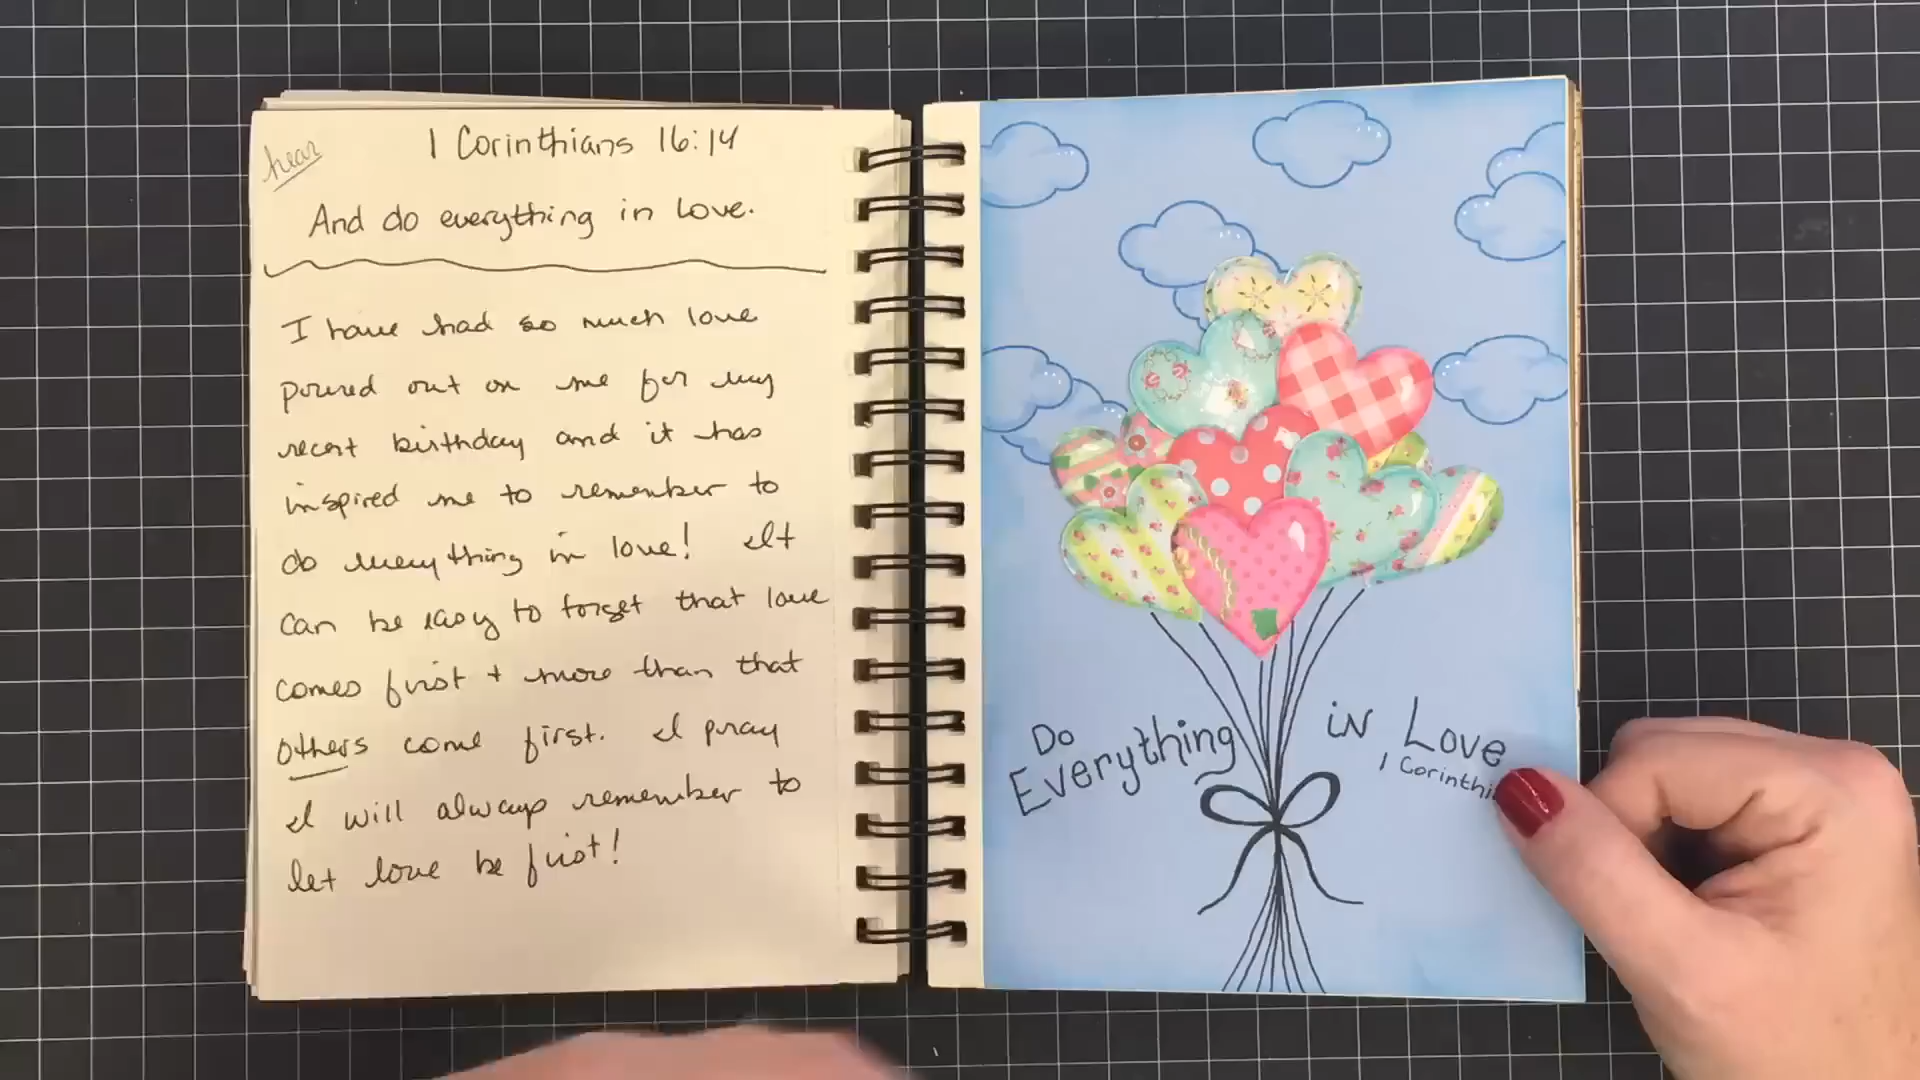 hear
1 Corinthians 16:14
And do everything in love.
I have had so much love
poured out on me for my
recent birthday and it has
inspired me to remember to
do everything in love! It
can be easy to forget that love
comes first + more than that
others come first. I pray
I will always remember to
let love be first!
Do
Everything
in Love
1 Corinthi